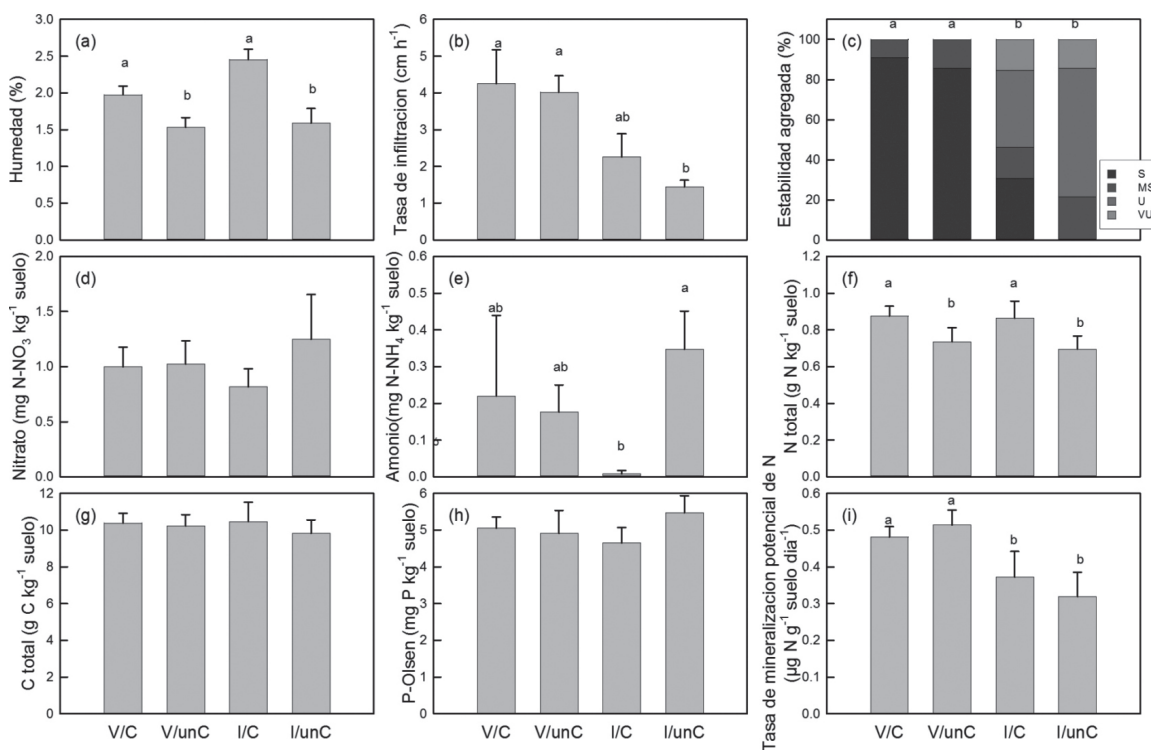 Humedad (%)
3.0
2.5
2.0
1.5
1.0
0.5
0.0
(a)
a
b
a
b
Tasa de infiltracion (cm h⁻¹)
6
5
4
3
2
1
0
(b)
a
a
ab
b
Estabilidad agregada (%)
100
80
60
40
20
0
(c)
a
a
b
b
S
MS
U
VU
Nitrato (mg N-NO₃ kg⁻¹ suelo)
2.0
1.5
1.0
0.5
0.0
(d)
Amonio(mg N-NH₄ kg⁻¹ suelo)
0.6
0.5
0.4
0.3
0.2
0.1
0.0
(e)
ab
ab
b
a
N total (g N kg⁻¹ suelo)
1.2
1.0
0.8
0.6
0.4
0.2
0.0
(f)
a
b
a
b
C total (g C kg⁻¹ suelo)
12
10
8
6
4
2
0
(g)
V/C
V/unC
I/C
I/unC
P-Olsen (mg P kg⁻¹ suelo)
6
5
4
3
2
1
0
(h)
V/C
V/unC
I/C
I/unC
Tasa de mineralizacion potencial de N
(µg N g⁻¹ suelo dia⁻¹)
0.6
0.5
0.4
0.3
0.2
0.1
0.0
(i)
a
a
b
b
V/C
V/unC
I/C
I/unC